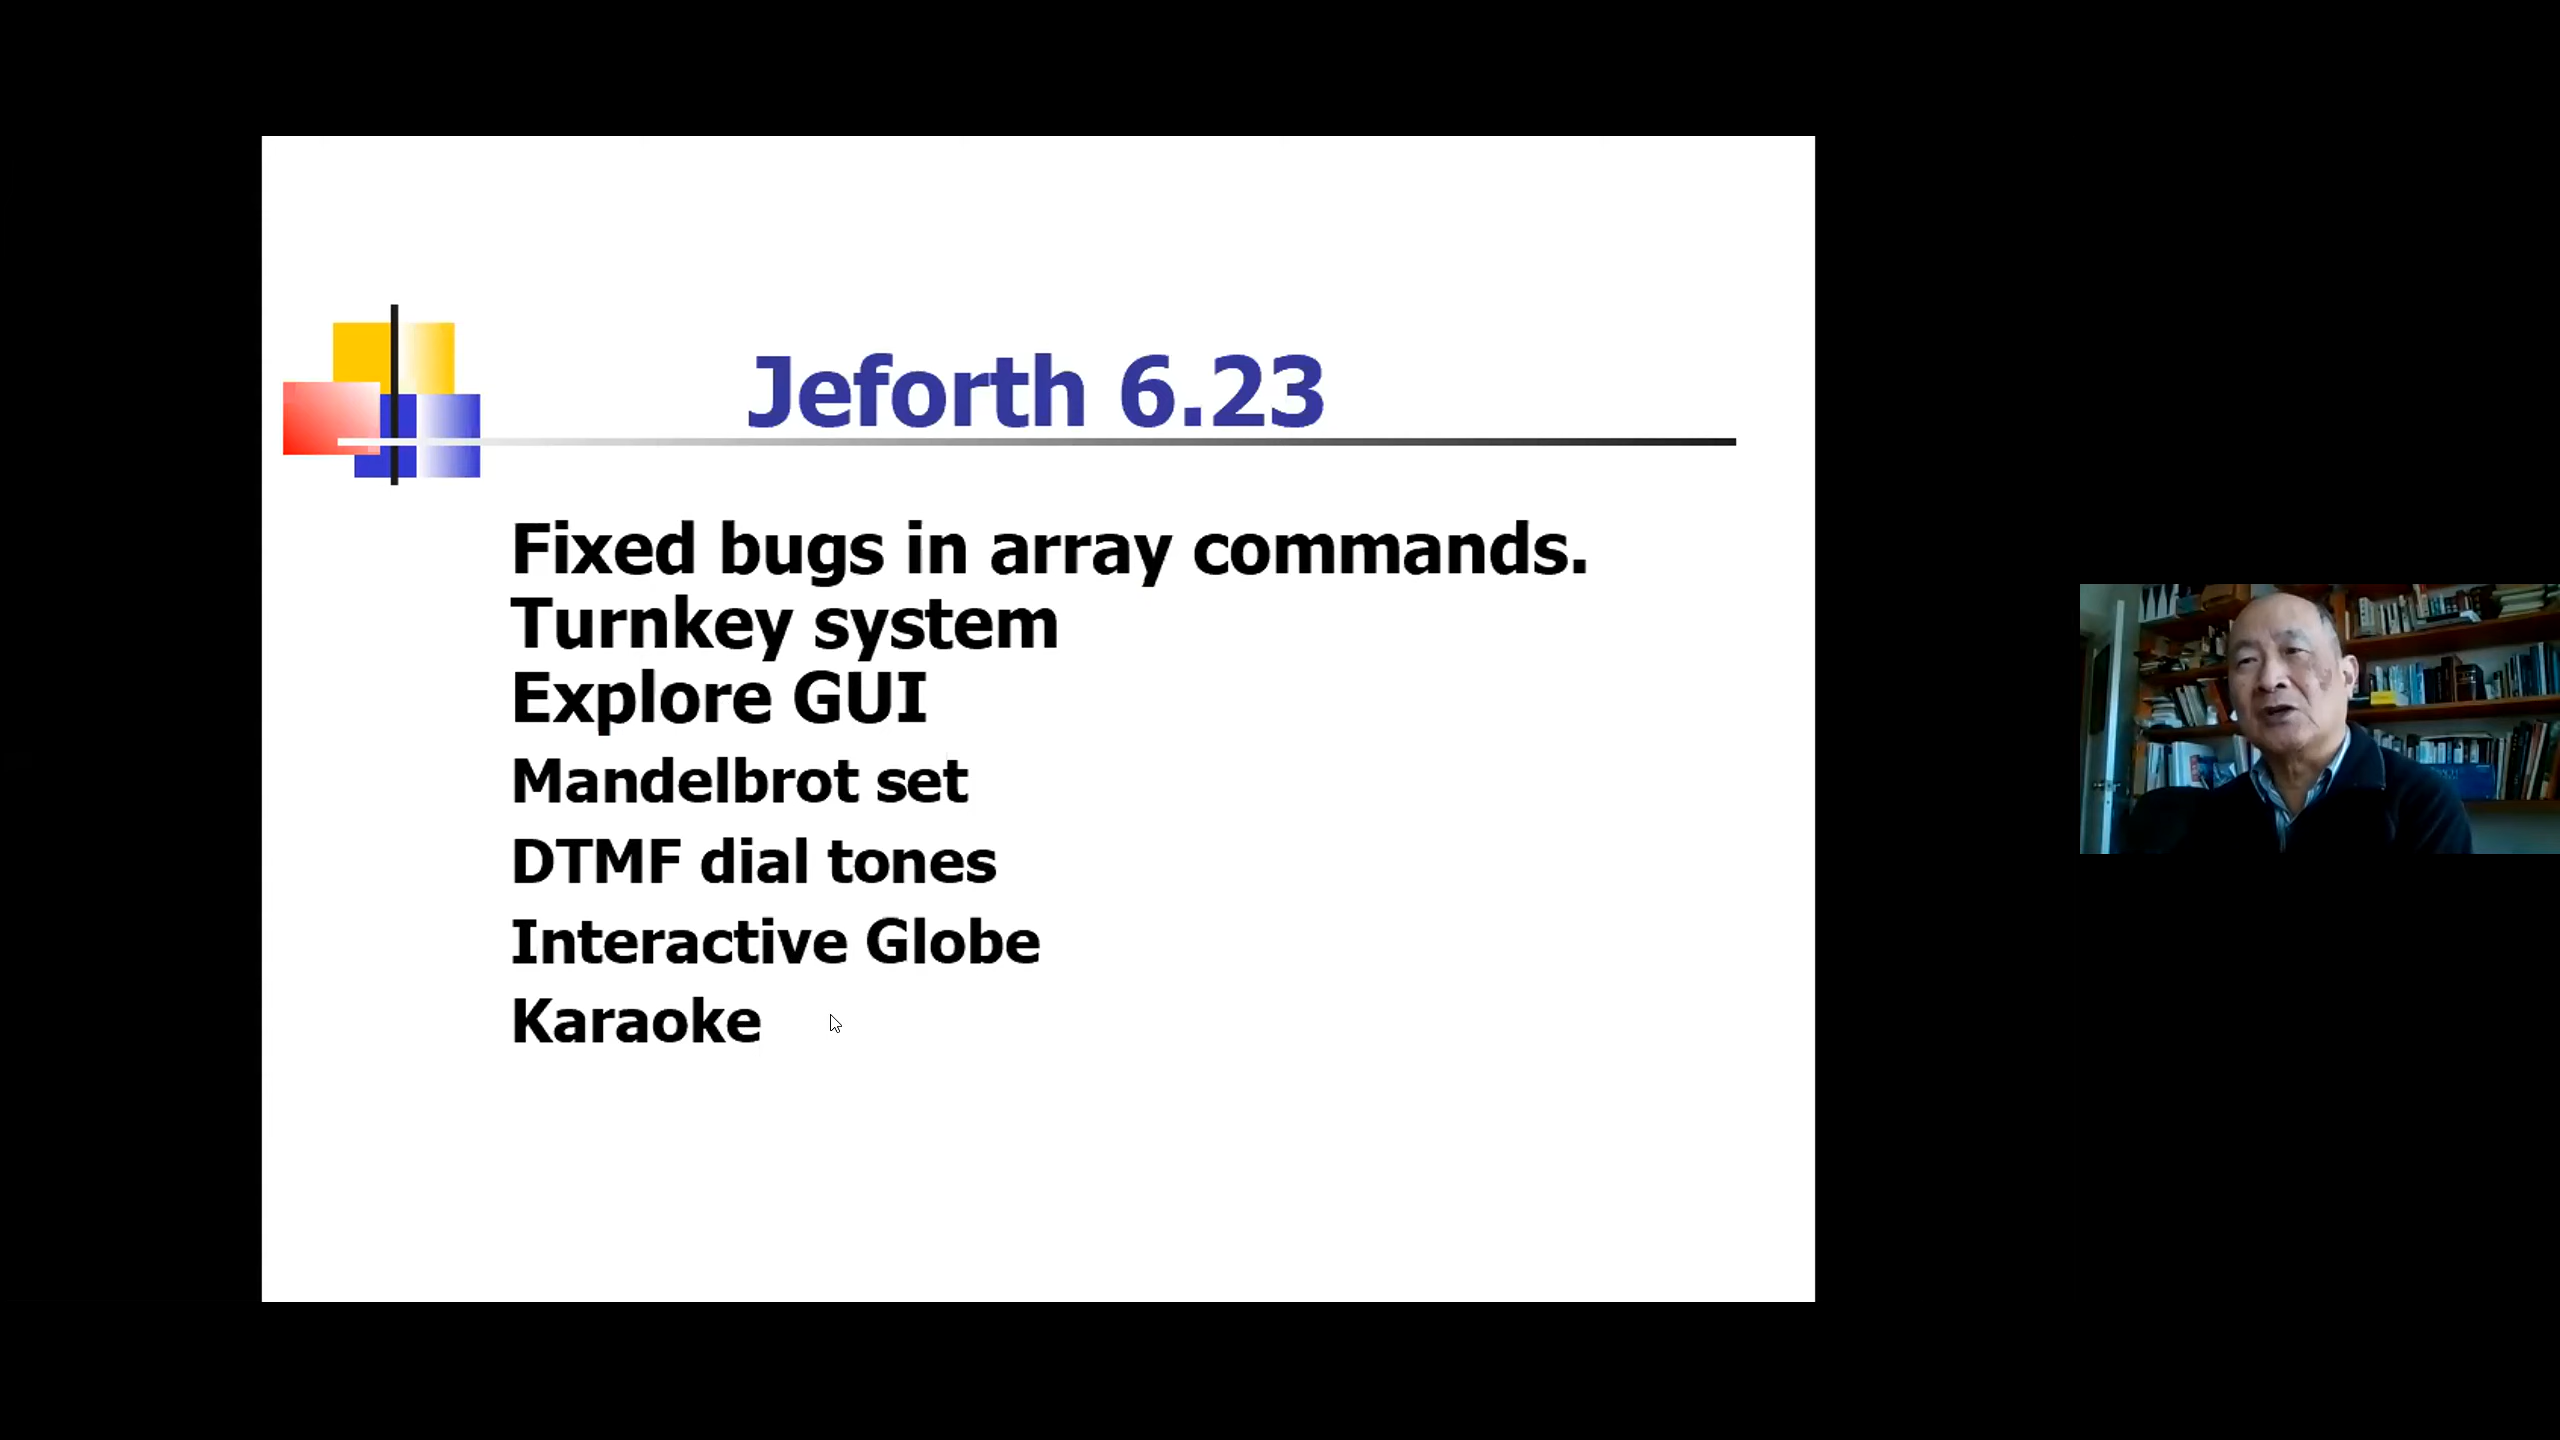 Jeforth 6.23
Fixed bugs in array commands.
Turnkey system
Explore GUI
Mandelbrot set
DTMF dial tones
Interactive Globe
Karaoke